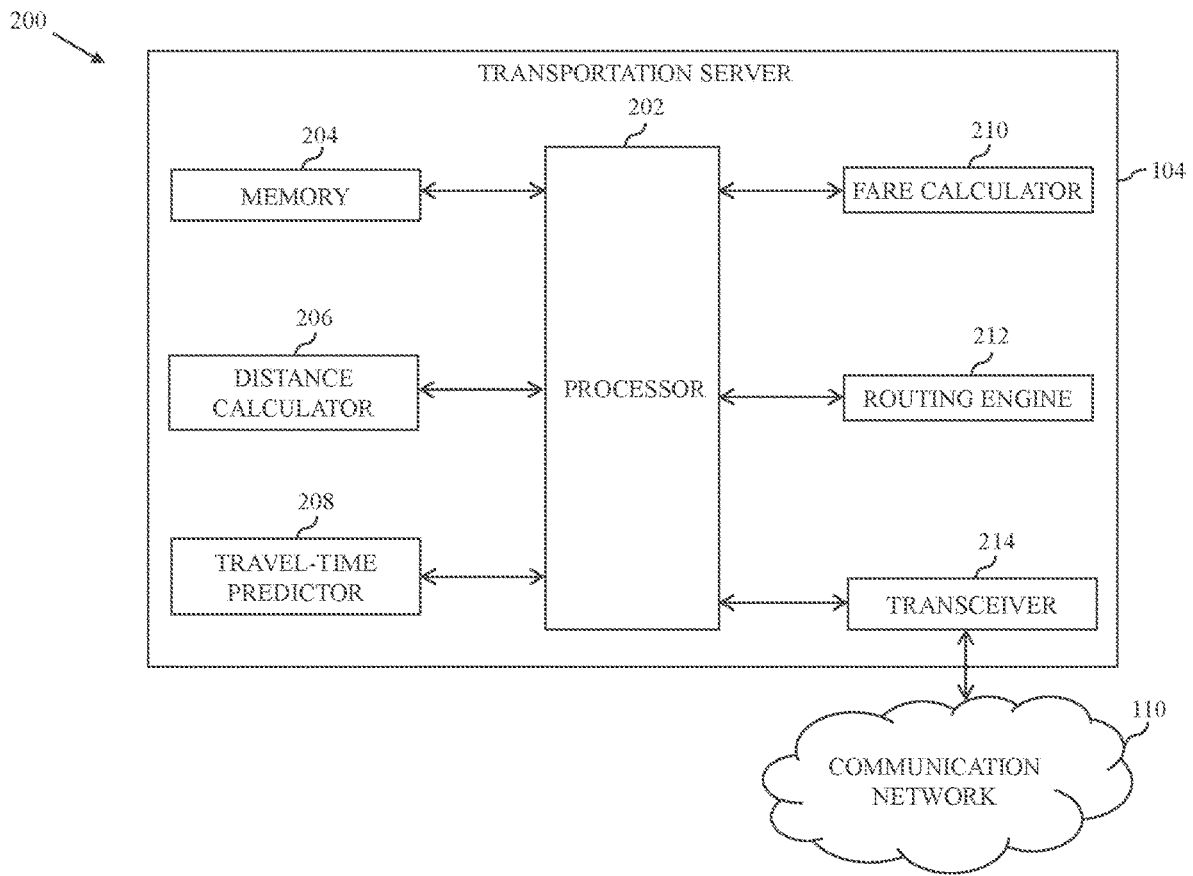 200
TRANSPORTATION SERVER
202
204
210
MEMORY
FARE CALCULATOR
104
206
212
DISTANCE
CALCULATOR
PROCESSOR
ROUTING ENGINE
208
214
TRAVEL-TIME
PREDICTOR
TRANSCEIVER
110
COMMUNICATION
NETWORK